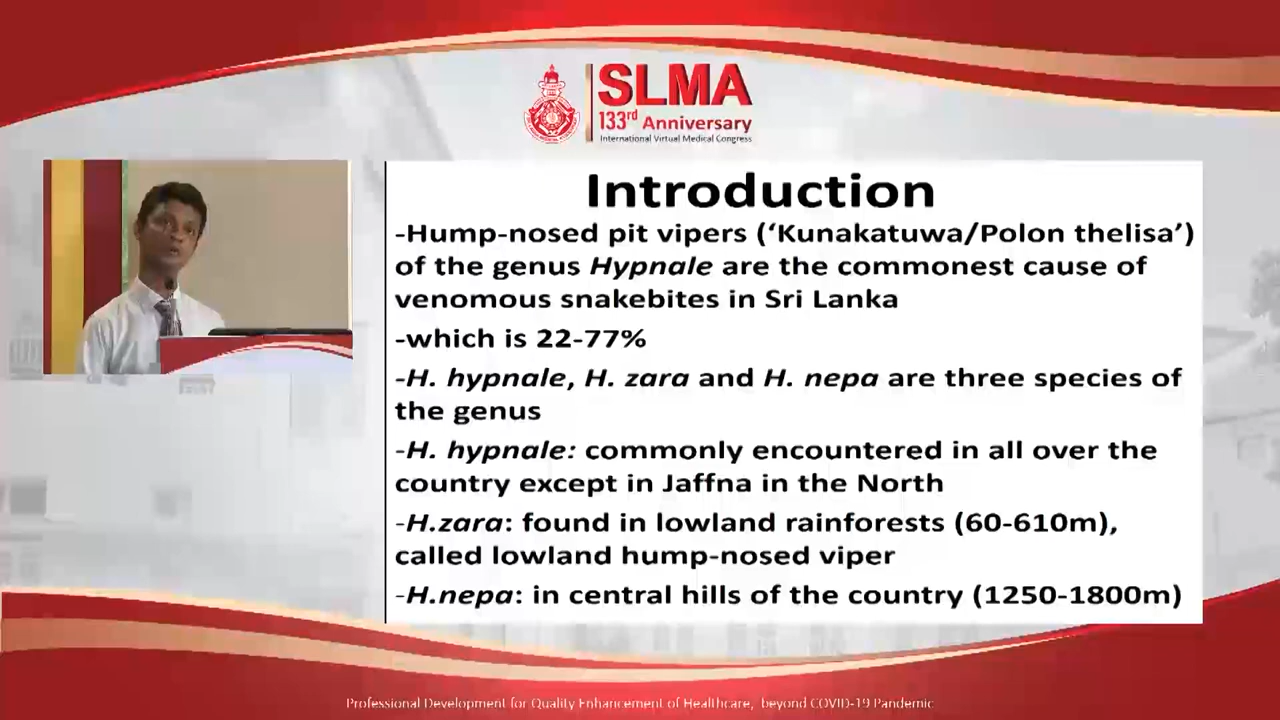 SLMA
133rd Anniversary
International Virtual Medical Congress
Introduction
-Hump-nosed pit vipers (‘Kunakatuwa/Polon thelisa’)
of the genus Hypnale are the commonest cause of
venomous snakebites in Sri Lanka
-which is 22-77%
-H. hypnale, H. zara and H. nepa are three species of
the genus
-H. hypnale: commonly encountered in all over the
country except in Jaffna in the North
-H.zara: found in lowland rainforests (60-610m),
called lowland hump-nosed viper
-H.nepa: in central hills of the country (1250-1800m)
Professional Development for Quality Enhancement of Healthcare, beyond COVID-19 Pandemic